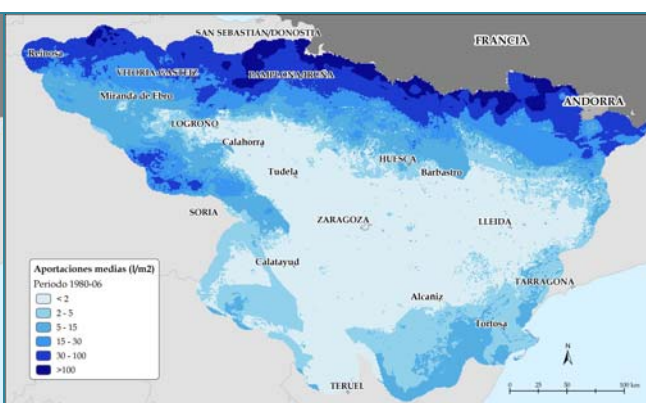 SAN SEBASTIÁN/DONOSTIA
FRANCIA
Reinosa
VITORIA-GASTEIZ
PAMPLONA/IRUÑA
ANDORRA
Miranda de Ebro
LOGROÑO
Calahorra
HUESCA
Barbastro
Tudela
SORIA
ZARAGOZA
LLEIDA
Calatayud
TARRAGONA
Alcañiz
Tortosa
TERUEL
Aportaciones medias (l/m2)
Periodo 1980-06
< 2
2 - 5
5 - 15
15 - 30
30 - 100
>100
N
0 25 50 100 km